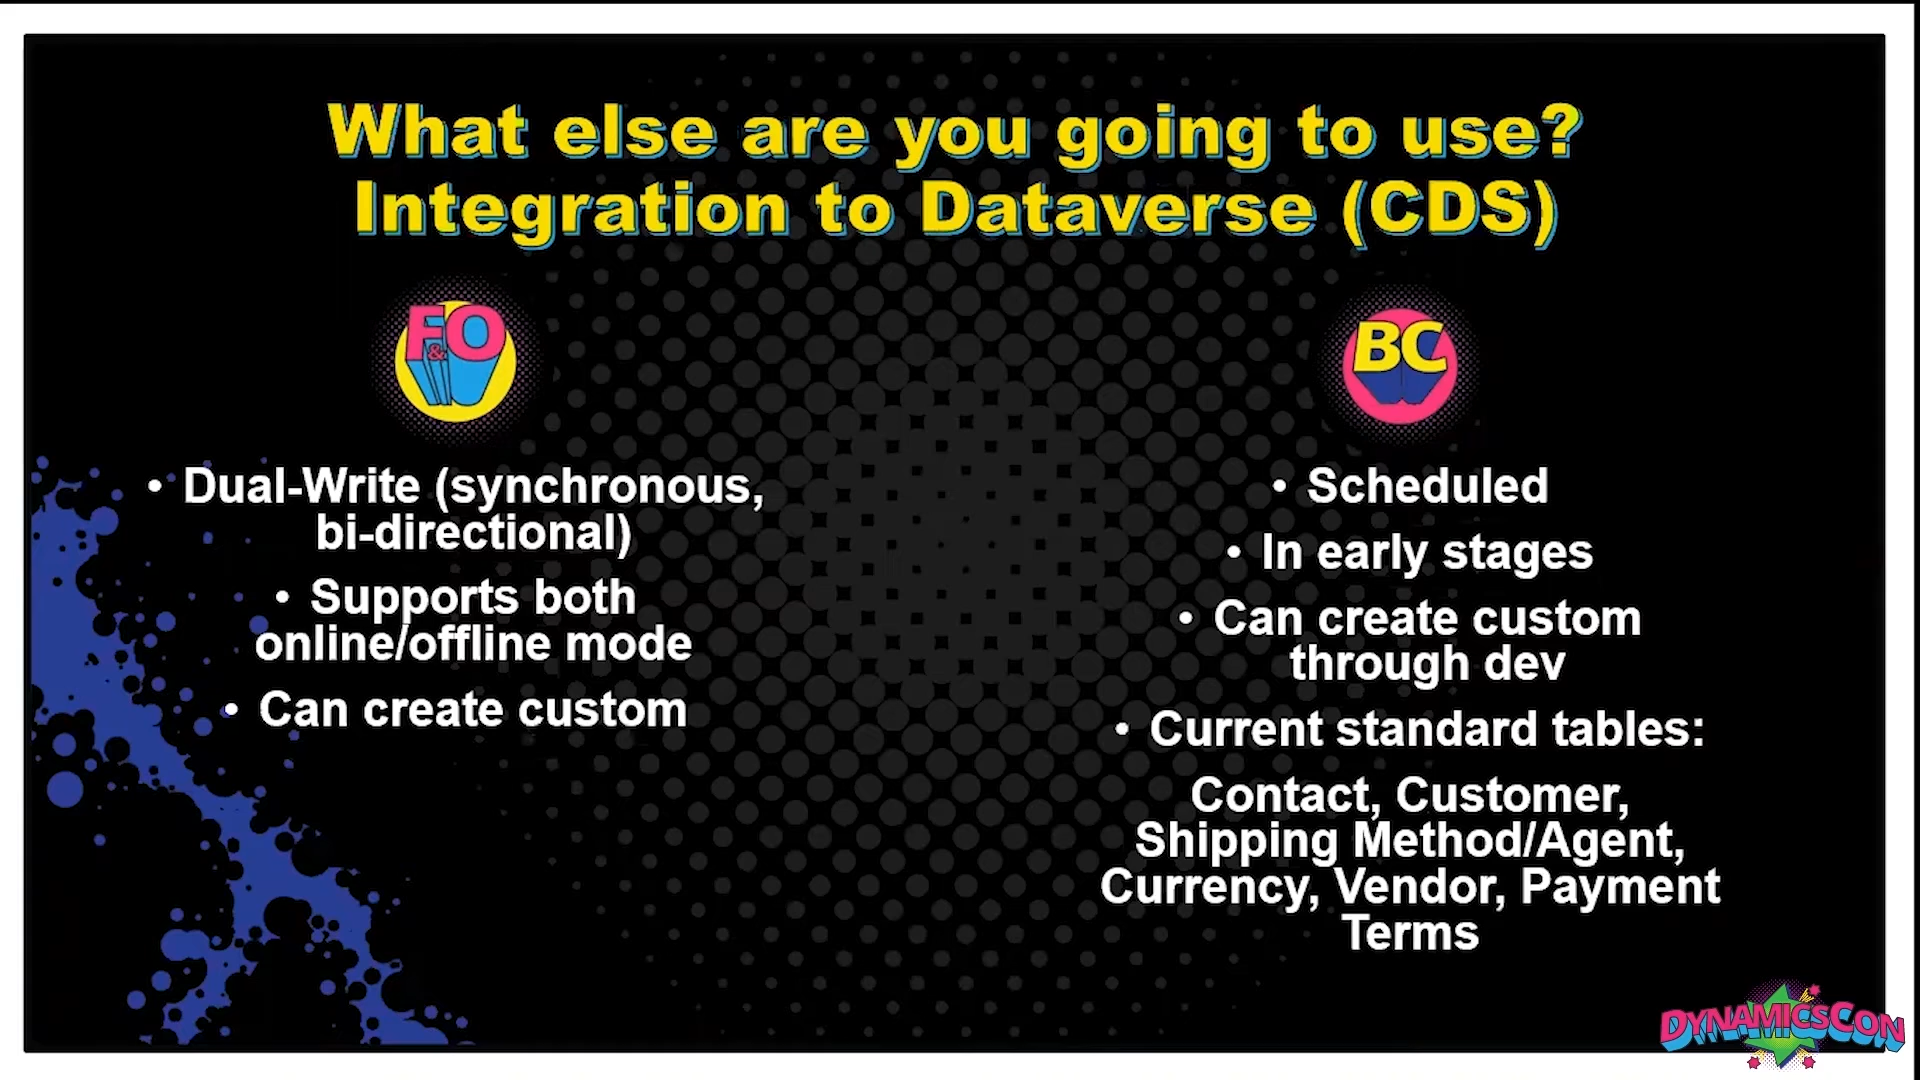 What else are you going to use?
Integration to Dataverse (CDS)
F&O
• Dual-Write (synchronous,
bi-directional)
• Supports both
online/offline mode
• Can create custom
BC
• Scheduled
• In early stages
• Can create custom
through dev
• Current standard tables:
Contact, Customer,
Shipping Method/Agent,
Currency, Vendor, Payment
Terms
DYNAMICSCON